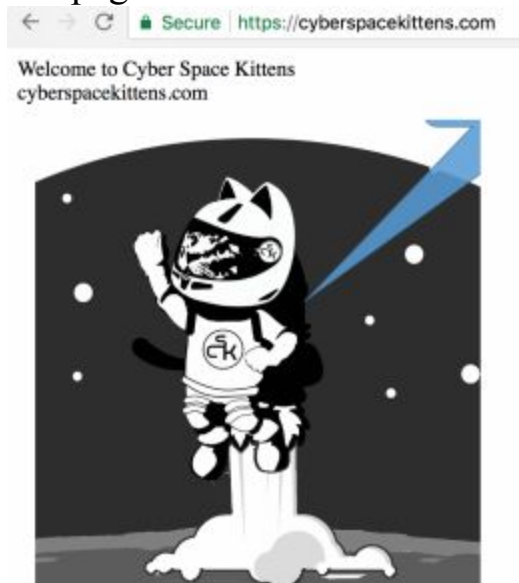 Secure https://cyberspacekittens.com
Welcome to Cyber Space Kittens
cyberspacekittens.com
CSK